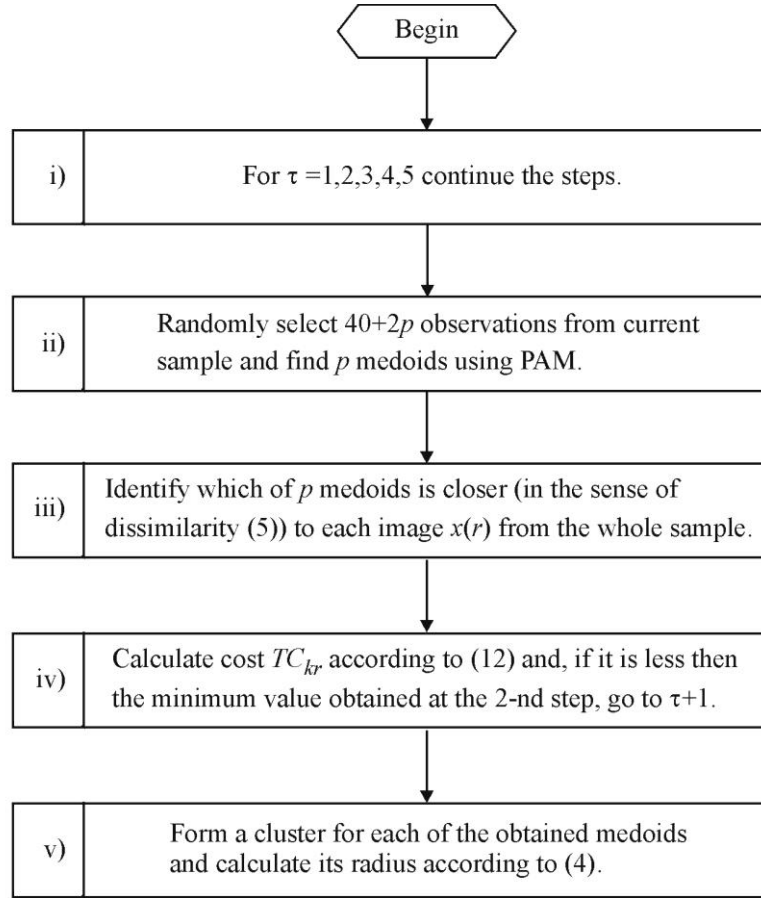 Begin
i)
For τ =1,2,3,4,5 continue the steps.
ii)
Randomly select 40+2p observations from current
sample and find p medoids using PAM.
iii)
Identify which of p medoids is closer (in the sense of
dissimilarity (5)) to each image x(r) from the whole sample.
iv)
Calculate cost TC_kr according to (12) and, if it is less then
the minimum value obtained at the 2-nd step, go to τ+1.
v)
Form a cluster for each of the obtained medoids
and calculate its radius according to (4).